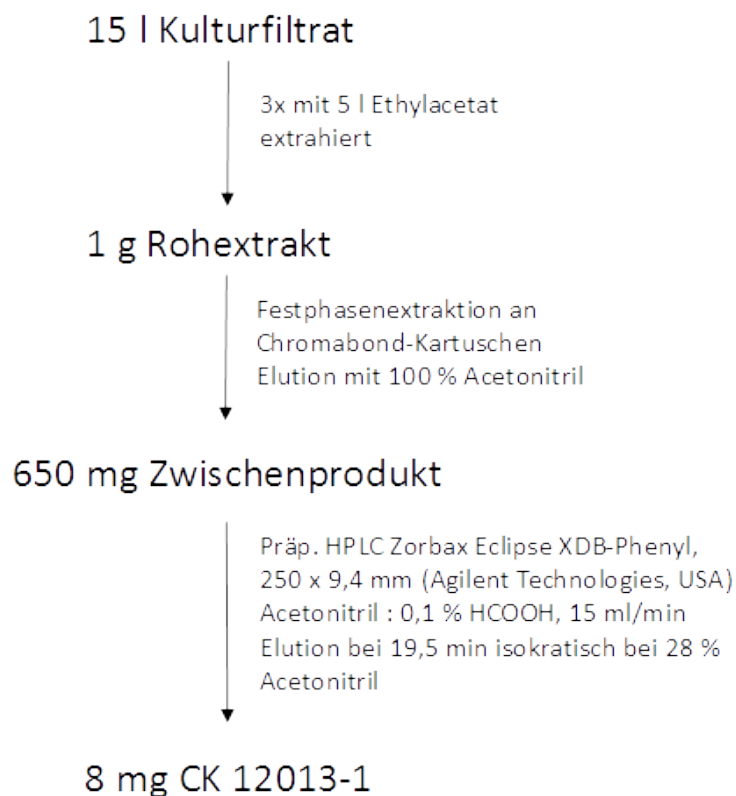 15 l Kulturfiltrat
3x mit 5 l Ethylacetat
extrahiert
1 g Rohextrakt
Festphasenextraktion an
Chromabond-Kartuschen
Elution mit 100 % Acetonitril
650 mg Zwischenprodukt
Präp. HPLC Zorbax Eclipse XDB-Phenyl,
250 x 9,4 mm (Agilent Technologies, USA)
Acetonitril : 0,1 % HCOOH, 15 ml/min
Elution bei 19,5 min isokratisch bei 28 %
Acetonitril
8 mg CK 12013-1